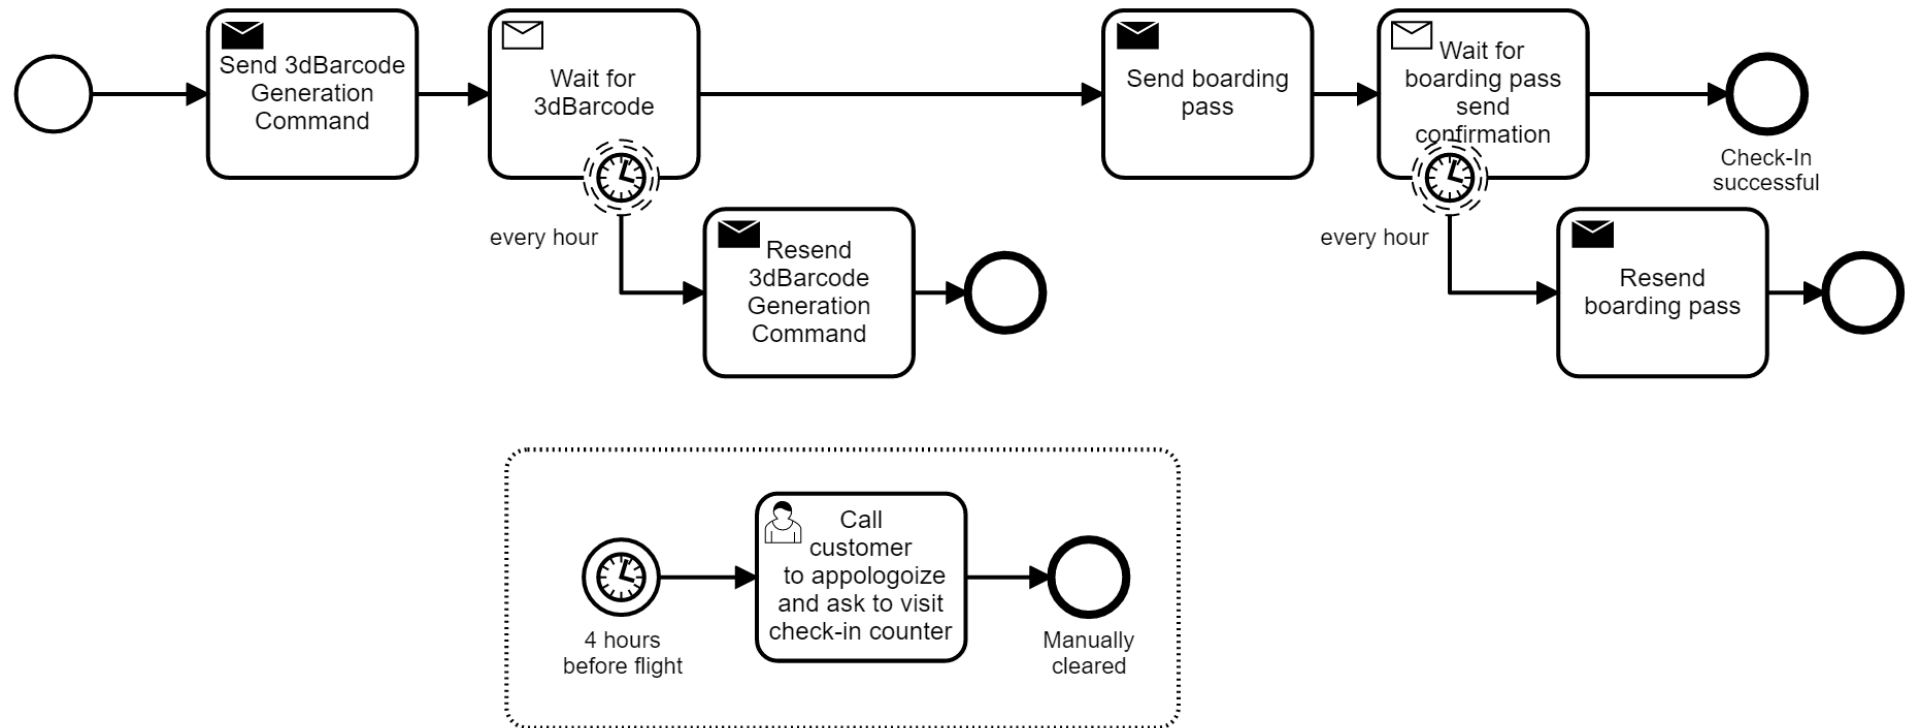 Send 3dBarcode
Generation
Command
Wait for
3dBarcode
Send boarding
pass
Wait for
boarding pass
send
confirmation
Check-In
successful
every hour
Resend
3dBarcode
Generation
Command
every hour
Resend
boarding pass
Call
customer
to appologoize
and ask to visit
check-in counter
4 hours
before flight
Manually
cleared